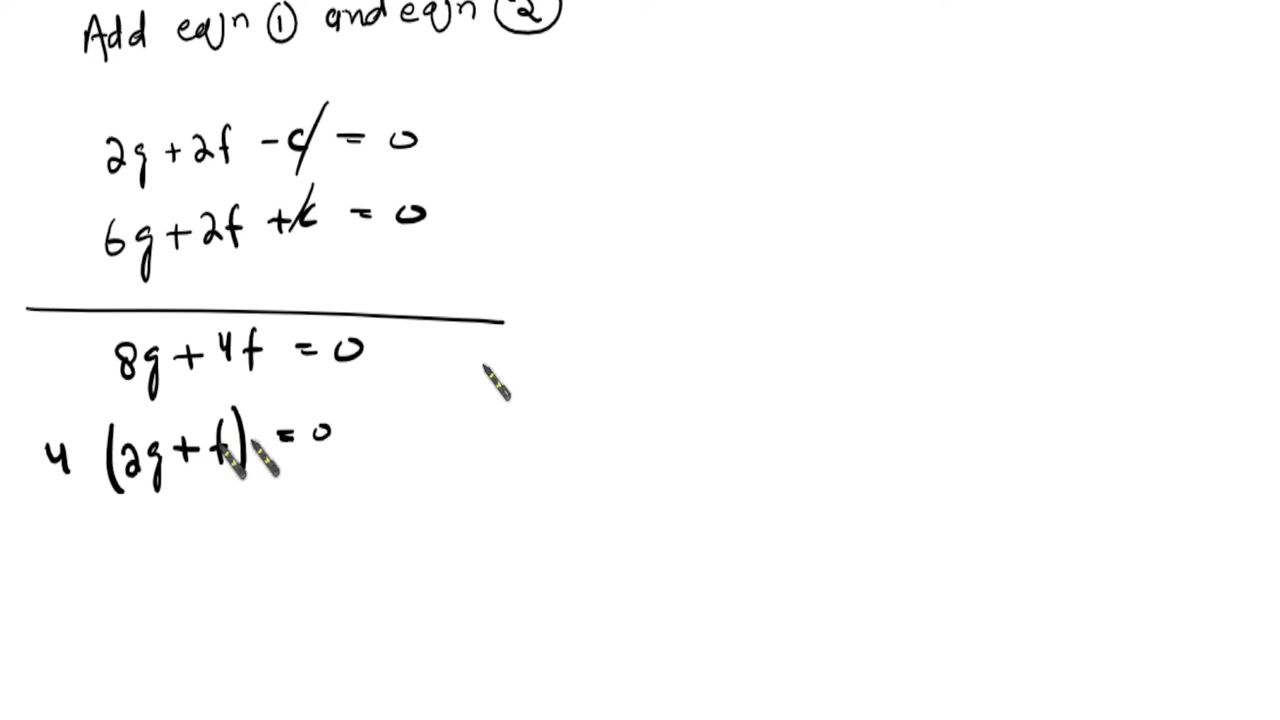 Add eqn ① and eqn ②
2g + 2f - c = 0
6g + 2f + c = 0
8g + 4f = 0
4 (2g + f) = 0